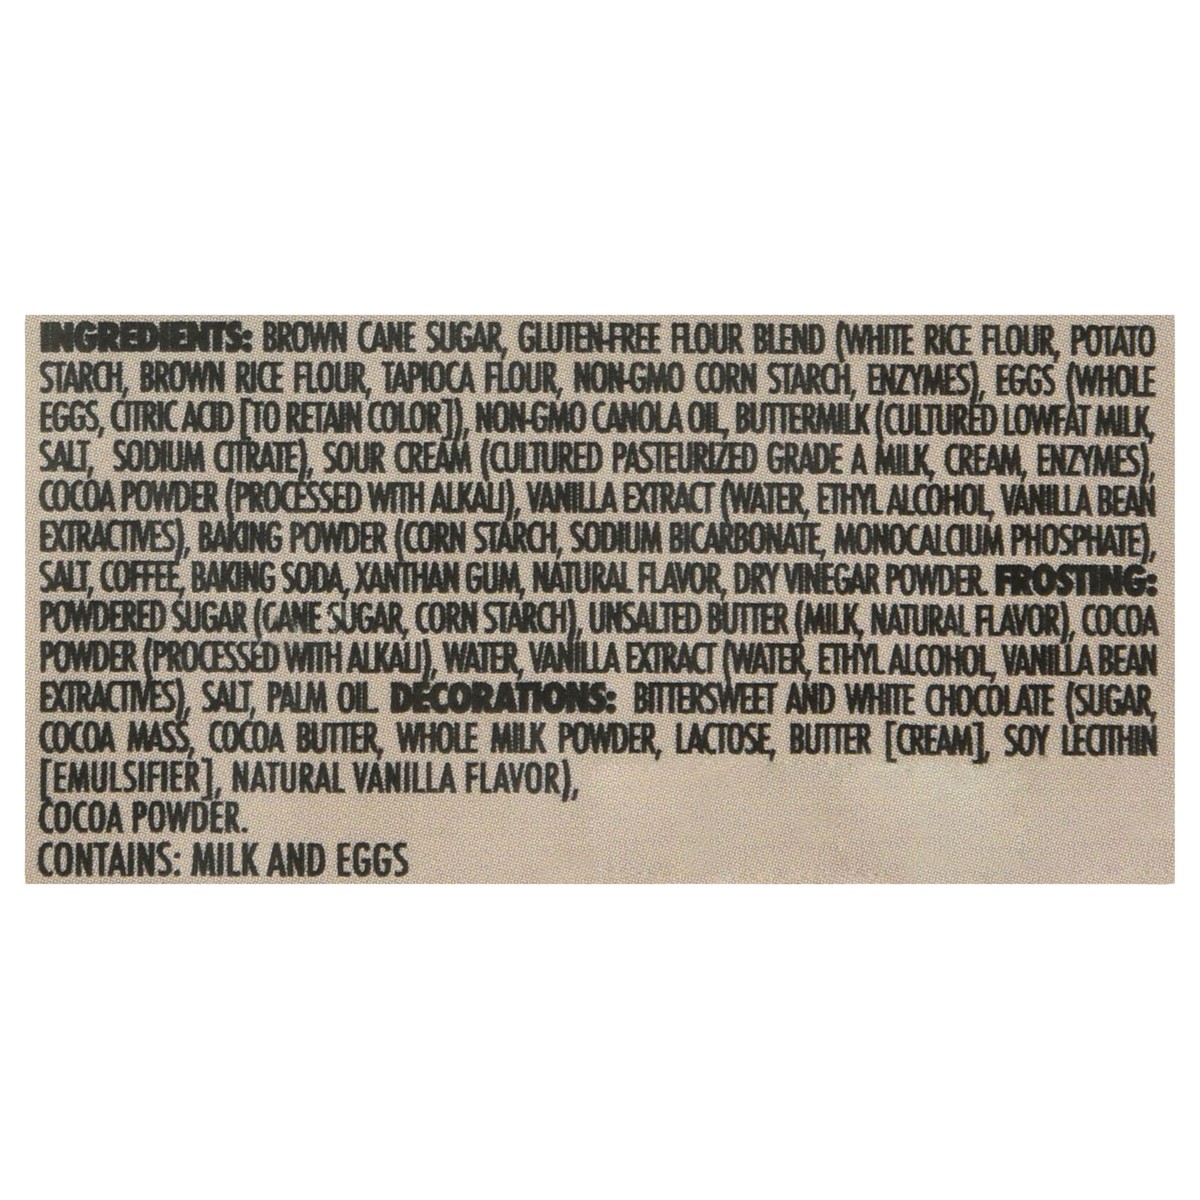 INGREDIENTS: BROWN CANE SUGAR, GLUTEN-FREE FLOUR BLEND (WHITE RICE FLOUR, POTATO
STARCH, BROWN RICE FLOUR, TAPIOCA FLOUR, NON-GMO CORN STARCH, ENZYMES), EGGS (WHOLE
EGGS, CITRIC ACID [TO RETAIN COLOR]), NON-GMO CANOLA OIL, BUTTERMILK (CULTURED LOWFAT MILK,
SALT, SODIUM CITRATE), SOUR CREAM (CULTURED PASTEURIZED GRADE A MILK, CREAM, ENZYMES),
COCOA POWDER (PROCESSED WITH ALKALI), VANILLA EXTRACT (WATER, ETHYL ALCOHOL, VANILLA BEAN
EXTRACTIVES), BAKING POWDER (CORN STARCH, SODIUM BICARBONATE, MONOCALCIUM PHOSPHATE),
SALT, COFFEE, BAKING SODA, XANTHAN GUM, NATURAL FLAVOR, DRY VINEGAR POWDER. FROSTING:
POWDERED SUGAR (CANE SUGAR, CORN STARCH), UNSALTED BUTTER (MILK, NATURAL FLAVOR), COCOA
POWDER (PROCESSED WITH ALKALI), WATER, VANILLA EXTRACT (WATER, ETHYL ALCOHOL, VANILLA BEAN
EXTRACTIVES), SALT, PALM OIL. DECORATIONS: BITTERSWEET AND WHITE CHOCOLATE (SUGAR,
COCOA MASS, COCOA BUTTER, WHOLE MILK POWDER, LACTOSE, BUTTER [CREAM], SOY LECITHIN
[EMULSIFIER], NATURAL VANILLA FLAVOR),
COCOA POWDER.
CONTAINS: MILK AND EGGS